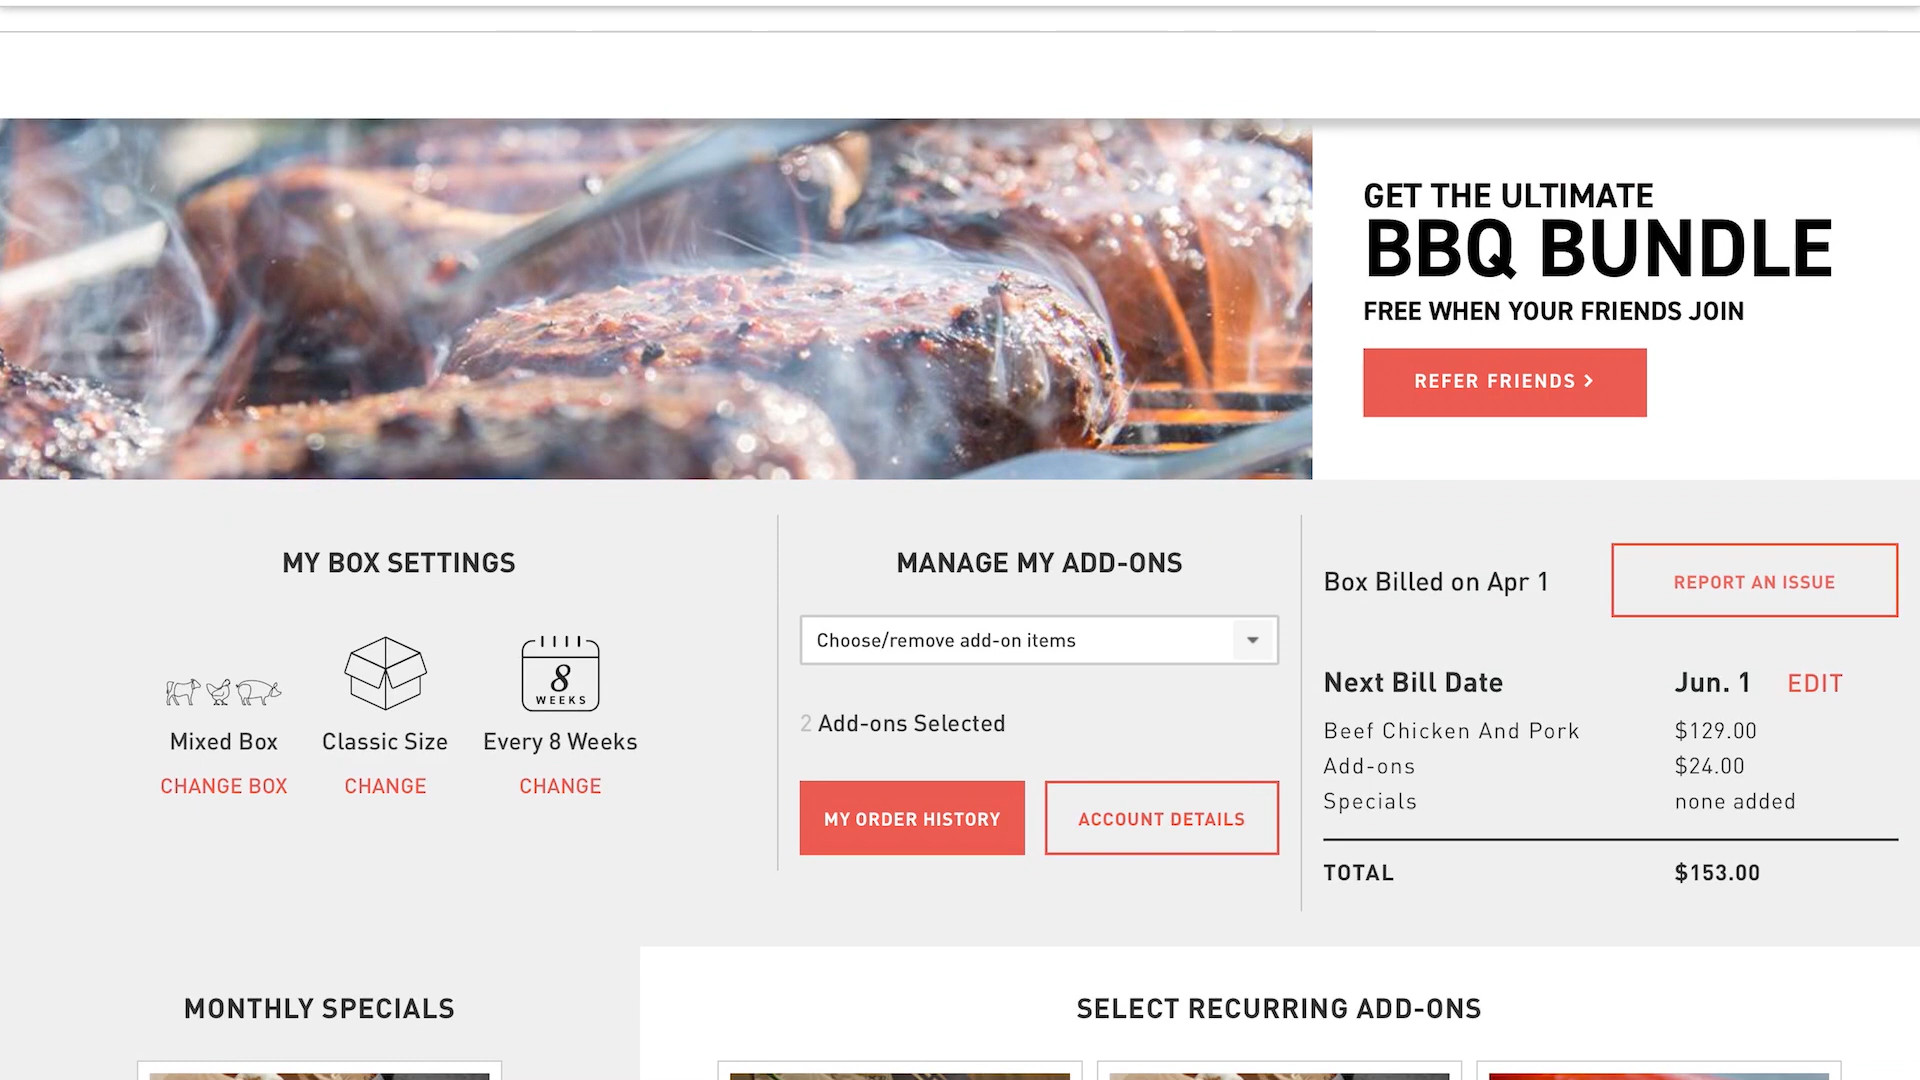 GET THE ULTIMATE
BBQ BUNDLE
FREE WHEN YOUR FRIENDS JOIN
REFER FRIENDS >
MY BOX SETTINGS
8
WEEKS
Mixed Box
Classic Size
Every 8 Weeks
CHANGE BOX
CHANGE
CHANGE
MANAGE MY ADD-ONS
Choose/remove add-on items
2 Add-ons Selected
MY ORDER HISTORY
ACCOUNT DETAILS
Box Billed on Apr 1
REPORT AN ISSUE
Next Bill Date Jun. 1 EDIT
Beef Chicken And Pork $129.00
Add-ons $24.00
Specials none added
TOTAL $153.00
MONTHLY SPECIALS
SELECT RECURRING ADD-ONS